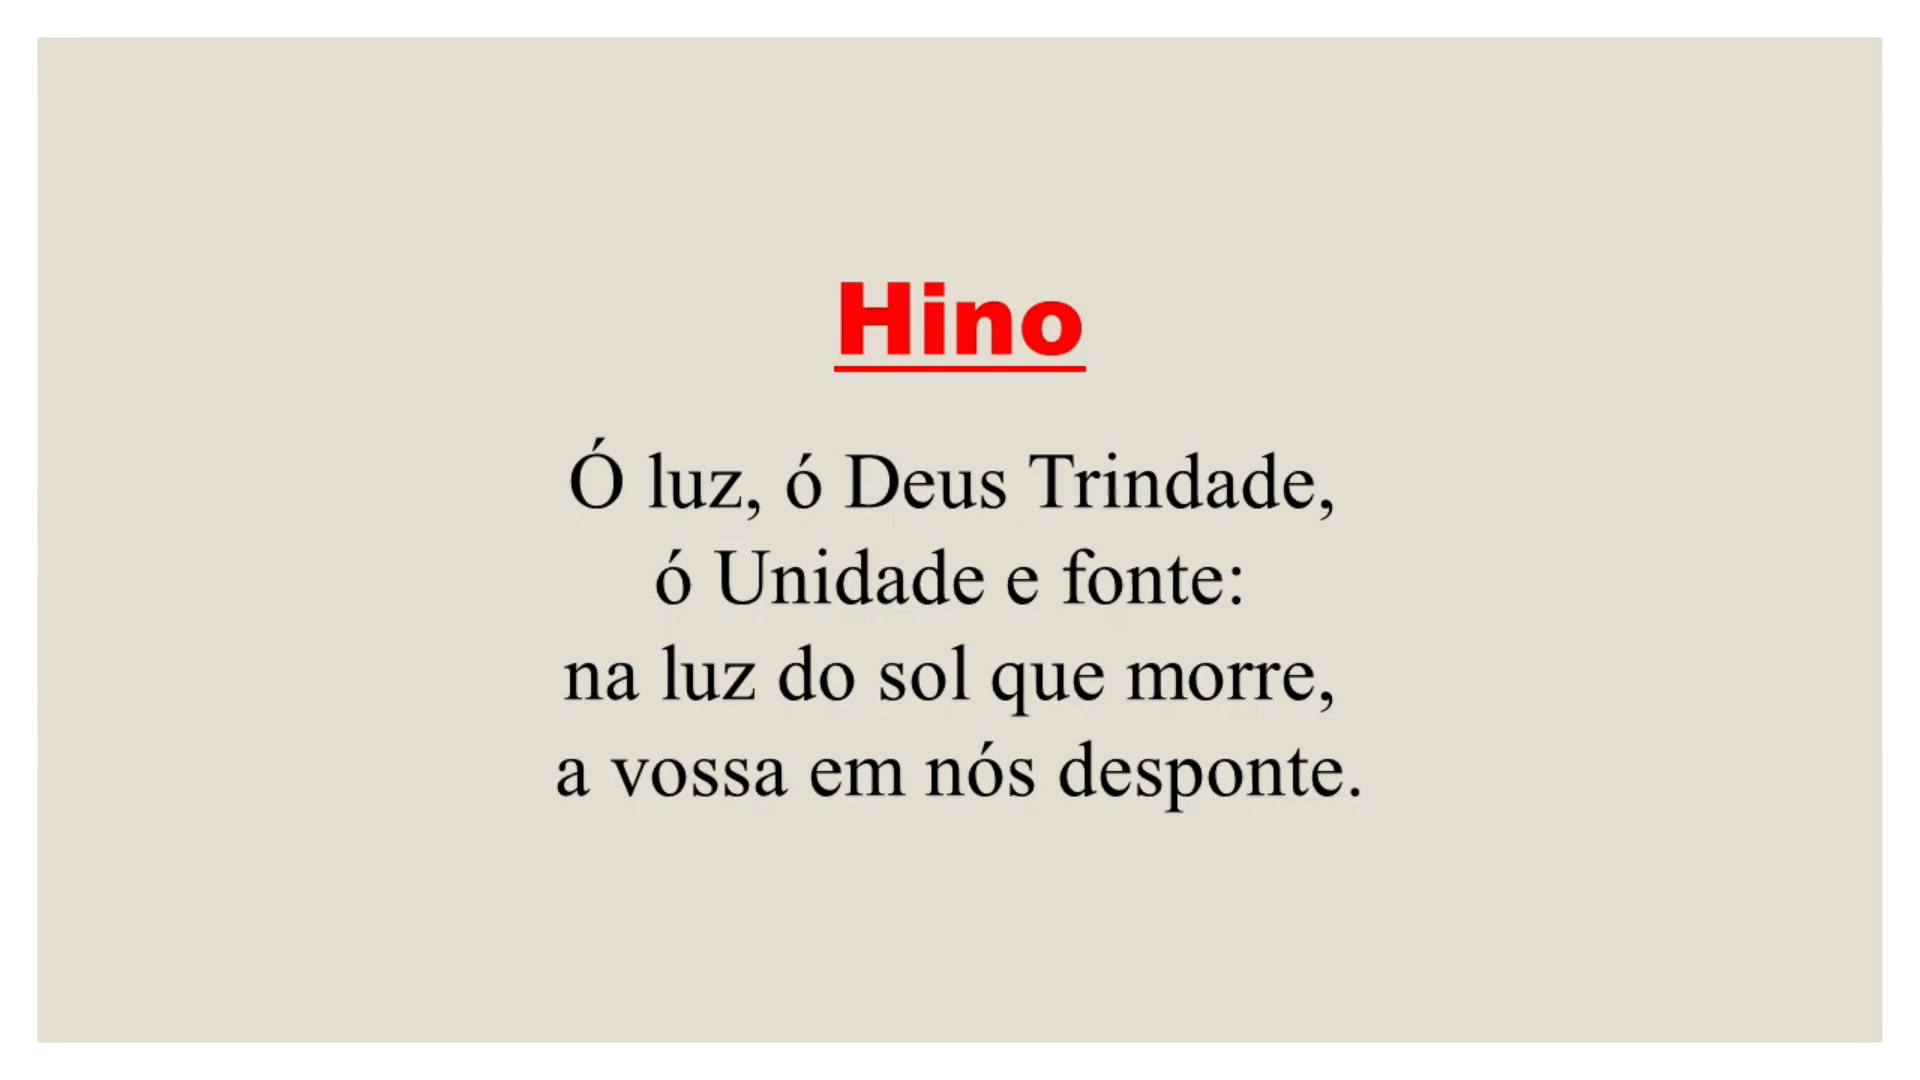 Hino
Ó luz, ó Deus Trindade,
ó Unidade e fonte:
na luz do sol que morre,
a vossa em nós desponte.